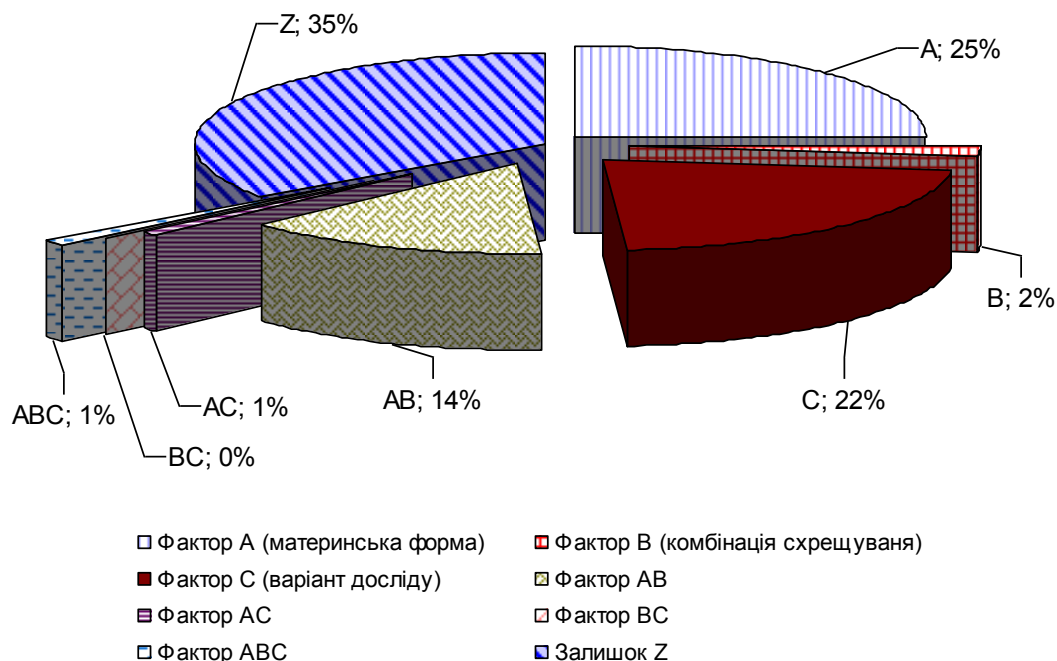 Z; 35%
A; 25%
B; 2%
C; 22%
AB; 14%
AC; 1%
ABC; 1%
BC; 0%
Фактор А (материнська форма)
Фактор В (комбінація схрещуваня)
Фактор С (варіант досліду)
Фактор АВ
Фактор АС
Фактор ВС
Фактор АВС
Залишок Z